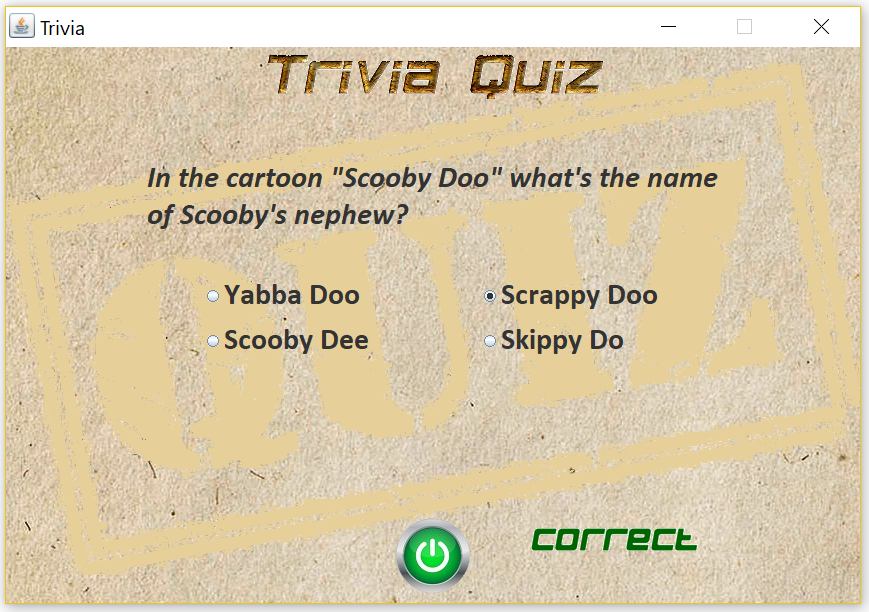 Trivia
Trivia Quiz
In the cartoon "Scooby Doo" what's the name
of Scooby's nephew?
QUIZ
Yabba Doo
Scrappy Doo
Scooby Dee
Skippy Do
correct